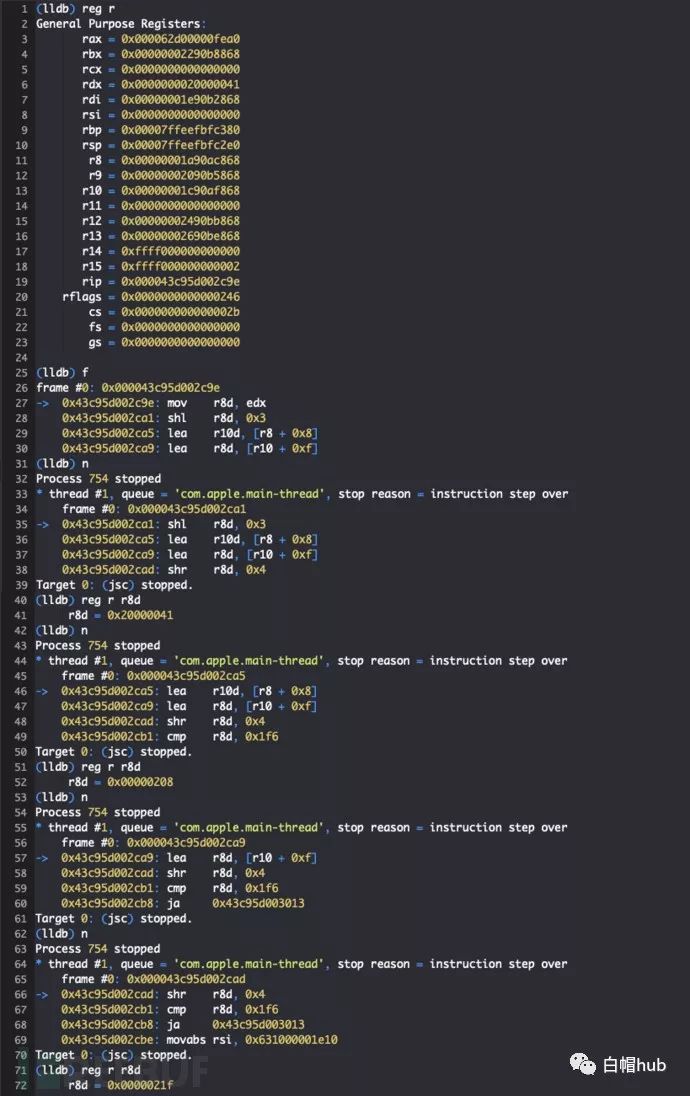 1 (lldb) reg r
2 General Purpose Registers:
3 rax = 0x000062d00000fea0
4 rbx = 0x00000002290b8868
5 rcx = 0x0000000000000000
6 rdx = 0x0000000020000041
7 rdi = 0x00000001e90b2868
8 rsi = 0x0000000000000000
9 rbp = 0x00007ffeefbfc380
10 rsp = 0x00007ffeefbfc2e0
11 r8 = 0x00000001a90ac868
12 r9 = 0x00000002090b5868
13 r10 = 0x00000001c90af868
14 r11 = 0x0000000000000000
15 r12 = 0x00000002490bb868
16 r13 = 0x00000002690be868
17 r14 = 0xffff000000000000
18 r15 = 0xffff000000000002
19 rip = 0x000043c95d002c9e
20 rflags = 0x0000000000000246
21 cs = 0x000000000000002b
22 fs = 0x0000000000000000
23 gs = 0x0000000000000000
24
25 (lldb) f
26 frame #0: 0x000043c95d002c9e
27 -> 0x43c95d002c9e: mov r8d, edx
28 0x43c95d002ca1: shl r8d, 0x3
29 0x43c95d002ca5: lea r10d, [r8 + 0x8]
30 0x43c95d002ca9: lea r8d, [r10 + 0xf]
31 (lldb) n
32 Process 754 stopped
33 * thread #1, queue = 'com.apple.main-thread', stop reason = instruction step over
34 frame #0: 0x000043c95d002ca1
35 -> 0x43c95d002ca1: shl r8d, 0x3
36 0x43c95d002ca5: lea r10d, [r8 + 0x8]
37 0x43c95d002ca9: lea r8d, [r10 + 0xf]
38 0x43c95d002cad: shr r8d, 0x4
39 Target 0: (jsc) stopped.
40 (lldb) reg r r8d
41 r8d = 0x20000041
42 (lldb) n
43 Process 754 stopped
44 * thread #1, queue = 'com.apple.main-thread', stop reason = instruction step over
45 frame #0: 0x000043c95d002ca5
46 -> 0x43c95d002ca5: lea r10d, [r8 + 0x8]
47 0x43c95d002ca9: lea r8d, [r10 + 0xf]
48 0x43c95d002cad: shr r8d, 0x4
49 0x43c95d002cb1: cmp r8d, 0x1f6
50 Target 0: (jsc) stopped.
51 (lldb) reg r r8d
52 r8d = 0x00000208
53 (lldb) n
54 Process 754 stopped
55 * thread #1, queue = 'com.apple.main-thread', stop reason = instruction step over
56 frame #0: 0x000043c95d002ca9
57 -> 0x43c95d002ca9: lea r8d, [r10 + 0xf]
58 0x43c95d002cad: shr r8d, 0x4
59 0x43c95d002cb1: cmp r8d, 0x1f6
60 0x43c95d002cb8: ja 0x43c95d003013
61 Target 0: (jsc) stopped.
62 (lldb) n
63 Process 754 stopped
64 * thread #1, queue = 'com.apple.main-thread', stop reason = instruction step over
65 frame #0: 0x000043c95d002cad
66 -> 0x43c95d002cad: shr r8d, 0x4
67 0x43c95d002cb1: cmp r8d, 0x1f6
68 0x43c95d002cb8: ja 0x43c95d003013
69 0x43c95d002cbe: movabs rsi, 0x631000001e10
70 Target 0: (jsc) stopped.
71 (lldb) reg r r8d
72 r8d = 0x0000021f
白帽hub